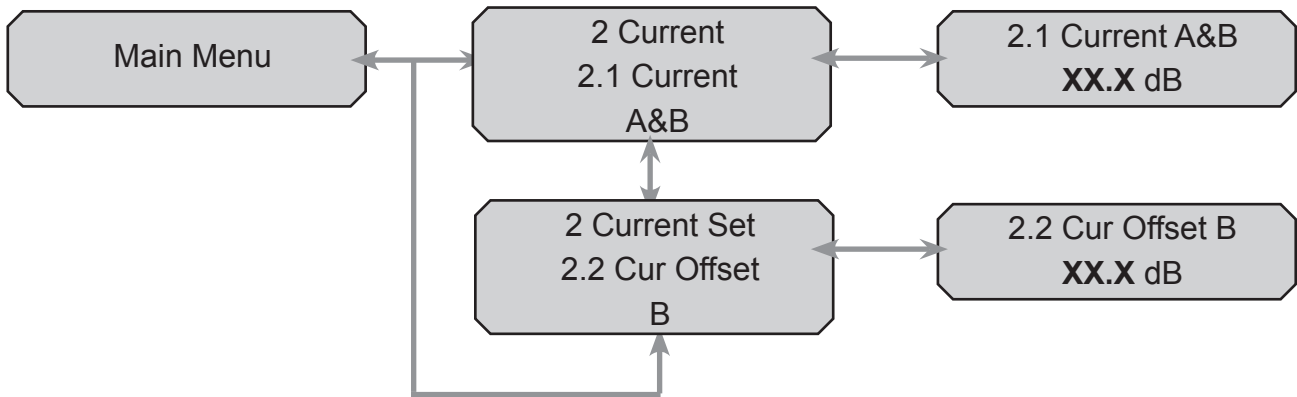 Main Menu
2 Current
2.1 Current
A&B
2.1 Current A&B
XX.X dB
2 Current Set
2.2 Cur Offset
B
2.2 Cur Offset B
XX.X dB